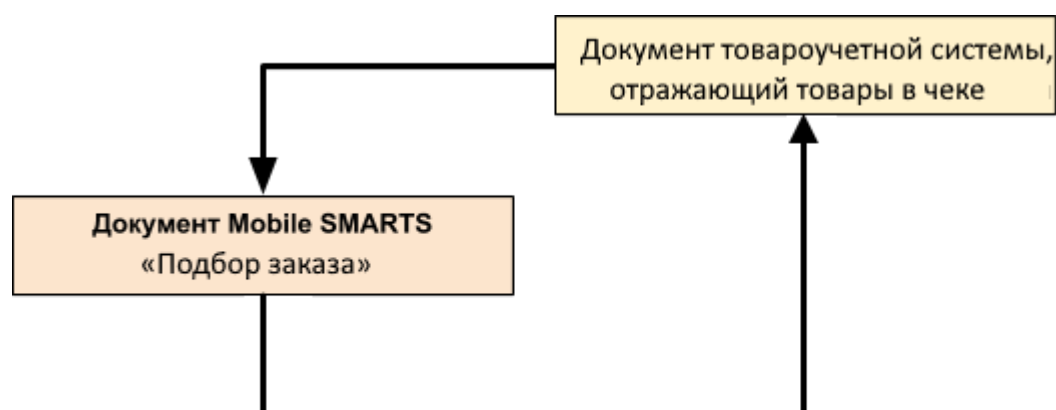 Документ товароучетной системы,
отражающий товары в чеке
Документ Mobile SMARTS
«Подбор заказа»